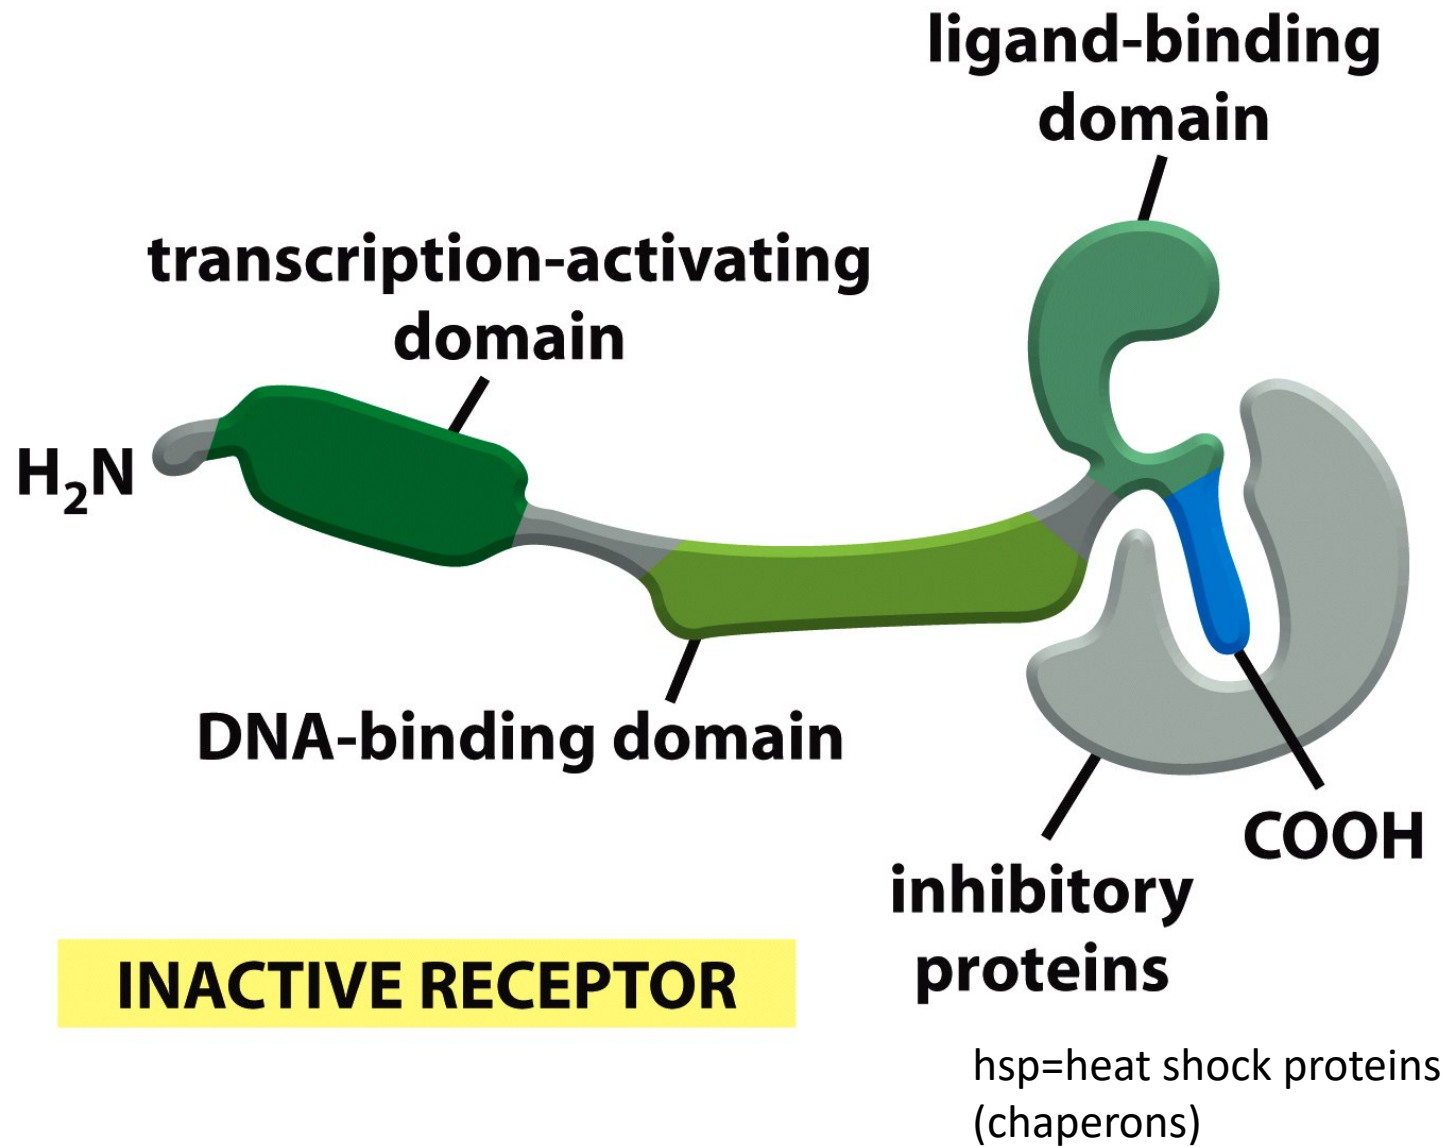 ligand-binding
domain
transcription-activating
domain
H₂N
DNA-binding domain
COOH
inhibitory
proteins
INACTIVE RECEPTOR
hsp=heat shock proteins
(chaperons)